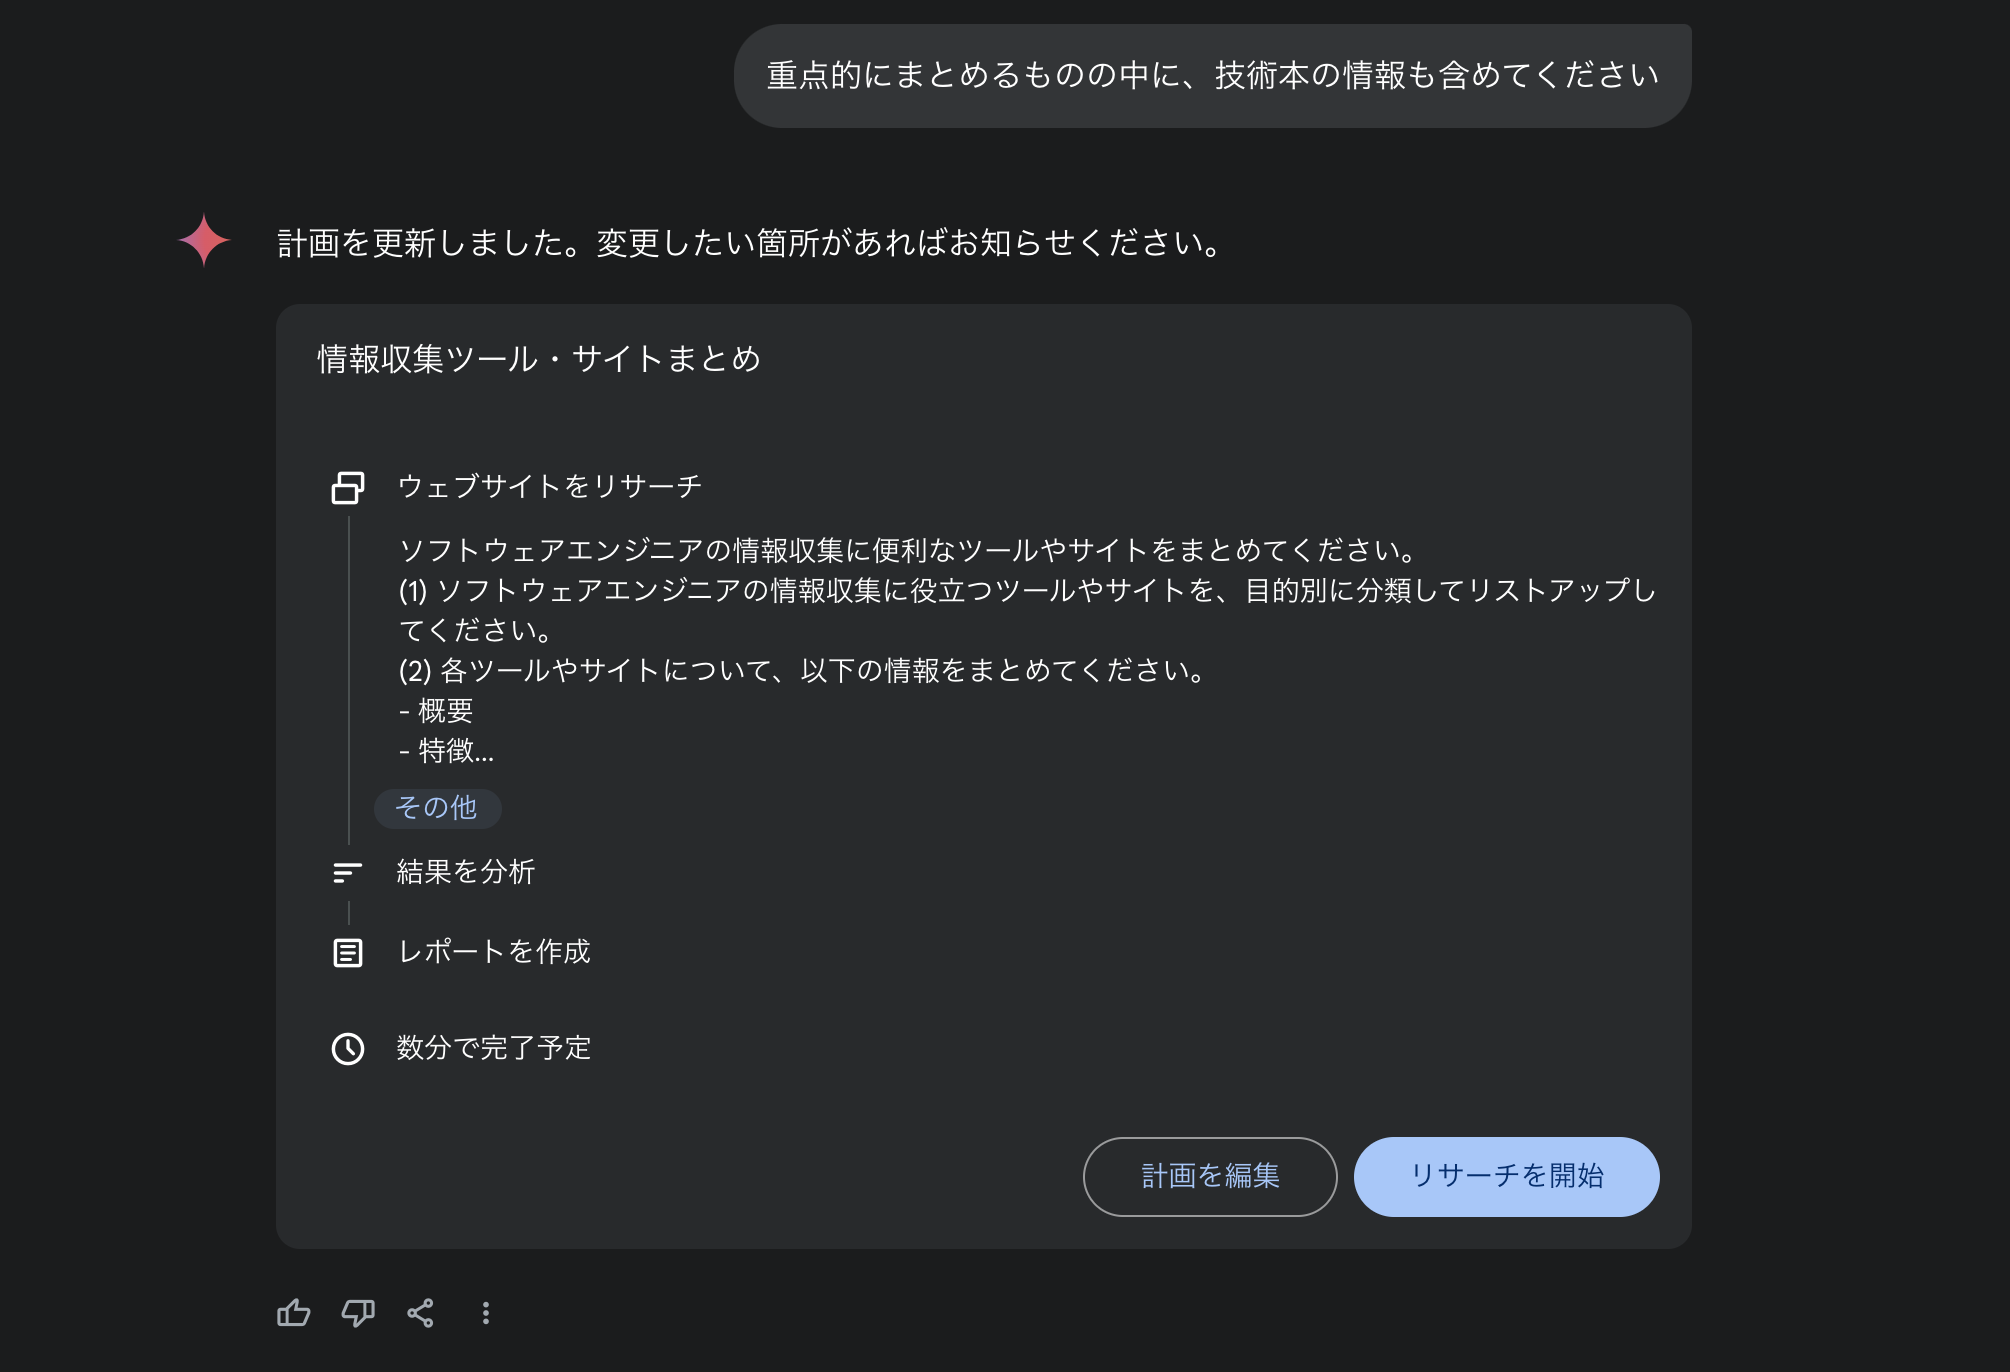 重点的にまとめるものの中に、技術本の情報も含めてください
計画を更新しました。変更したい箇所があればお知らせください。
情報収集ツール・サイトまとめ
ウェブサイトをリサーチ
ソフトウェアエンジニアの情報収集に便利なツールやサイトをまとめてください。
(1) ソフトウェアエンジニアの情報収集に役立つツールやサイトを、目的別に分類してリストアップし
てください。
(2) 各ツールやサイトについて、以下の情報をまとめてください。
- 概要
- 特徴...
その他
結果を分析
レポートを作成
数分で完了予定
計画を編集
リサーチを開始